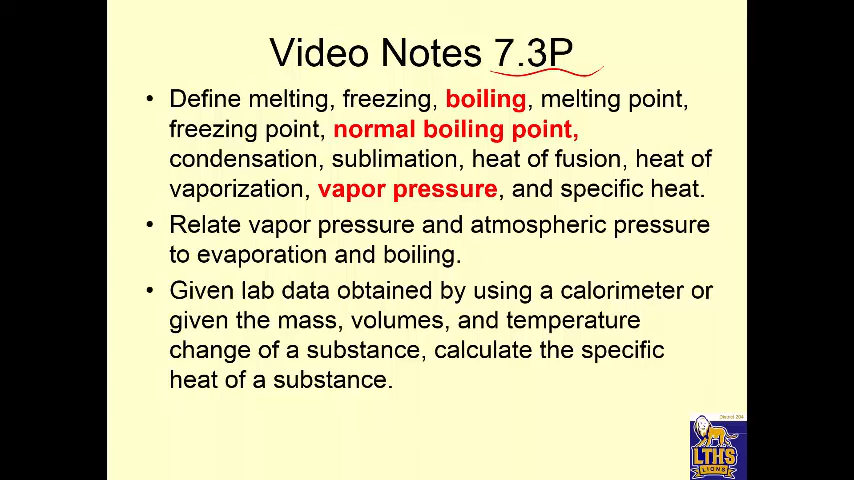 Video Notes 7.3P
• Define melting, freezing, boiling, melting point,
freezing point, normal boiling point,
condensation, sublimation, heat of fusion, heat of
vaporization, vapor pressure, and specific heat.
• Relate vapor pressure and atmospheric pressure
to evaporation and boiling.
• Given lab data obtained by using a calorimeter or
given the mass, volumes, and temperature
change of a substance, calculate the specific
heat of a substance.
District 204
LTHS
LIONS